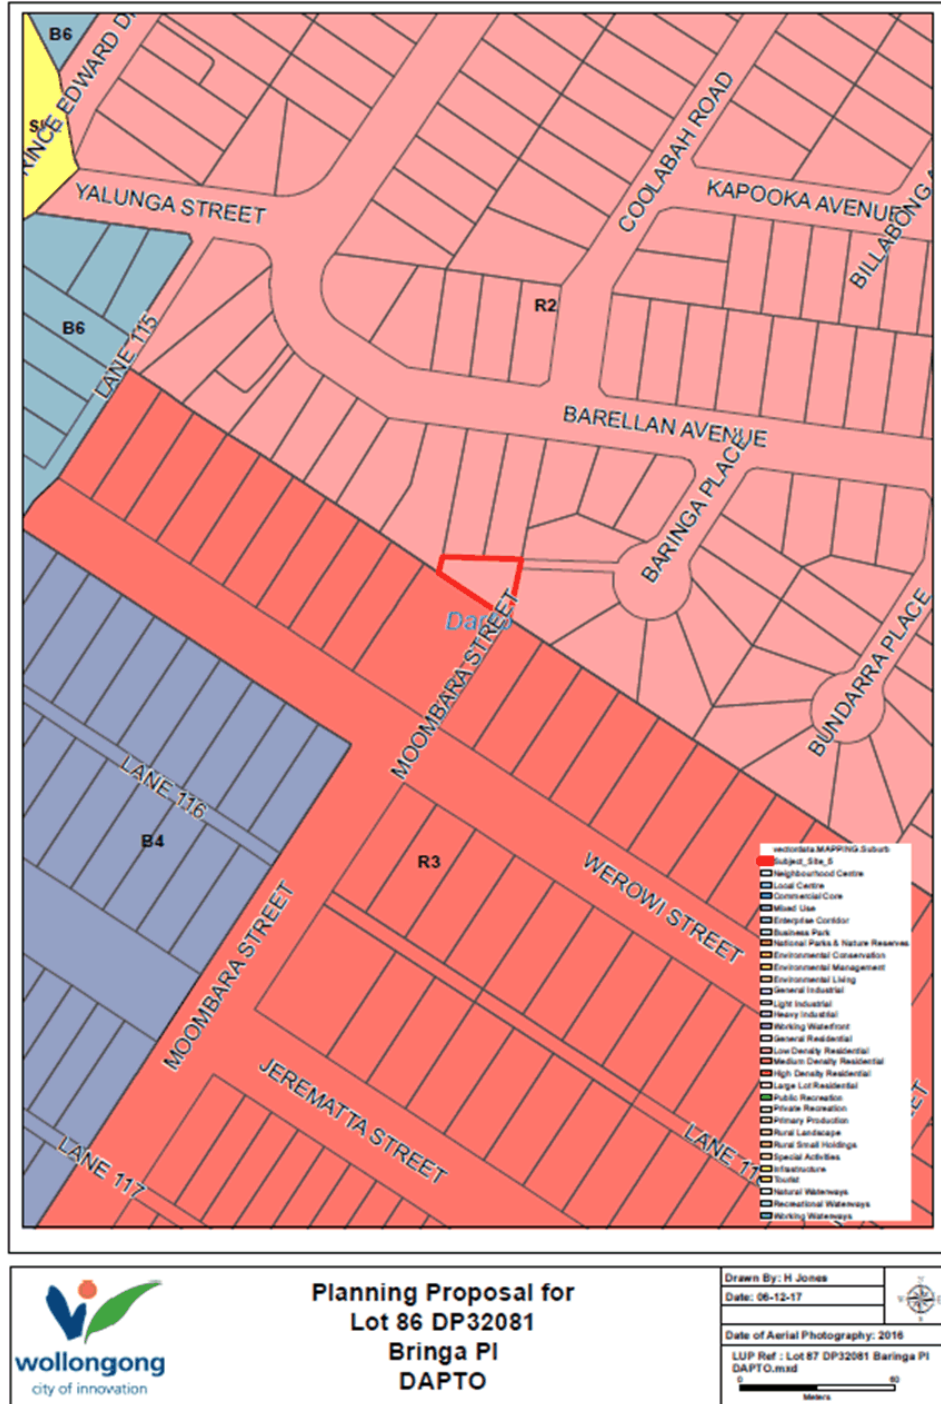 B6
PRINCE EDWARD
YALUNGA STREET
COOLABAH ROAD
KAPOOKA AVENUE
BILLABONG
R2
B6
LANE 115
BARELLAN AVENUE
BARINGA PLACE
BUNDARRA PLACE
MOOMBARA STREET
LANE 116
B4
R3
WEROWI STREET
MOOMBARA STREET
JEREMATTA STREET
LANE 117
vectordata.MAPPING.Suburb
Subject_Site_5
Neighbourhood Centre
Local Centre
Commercial Core
Mixed Use
Enterprise Corridor
Business Park
National Parks & Nature Reserves
Environmental Conservation
Environmental Management
Environmental Living
General Industrial
Light Industrial
Heavy Industrial
Working Waterfront
General Residential
Low Density Residential
Medium Density Residential
High Density Residential
Large Lot Residential
Public Recreation
Private Recreation
Primary Production
Rural Landscape
Rural Small Holdings
Special Activities
Infrastructure
Tourist
Natural Waterways
Recreational Waterways
Working Waterways
wollongong
city of innovation
Planning Proposal for
Lot 86 DP32081
Bringa Pl
DAPTO
Drawn By: H Jones
Date: 06-12-17
Date of Aerial Photography: 2016
LUP Ref : Lot 87 DP32081 Baringa Pl
DAPTO.mxd
0 60
Meters